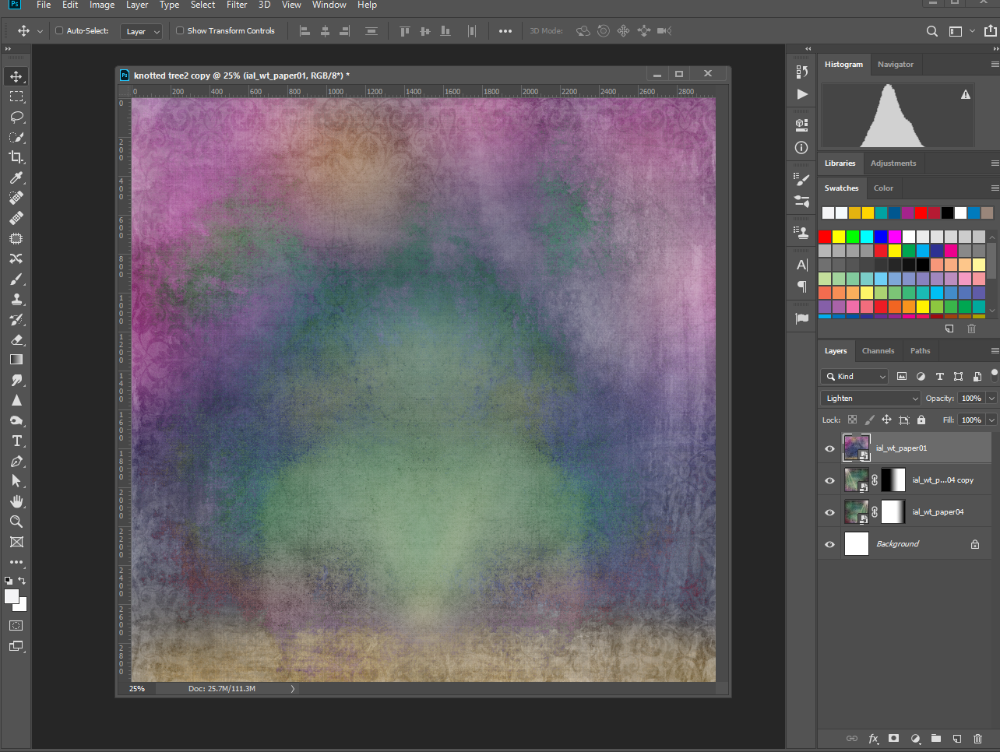 Ps File Edit Image Layer Type Select Filter 3D View Window Help
Auto-Select: Layer Show Transform Controls 3D Mode:
Ps knotted tree2 copy @ 25% (ial_wt_paper01, RGB/8*) *
0 200 400 600 800 1000 1200 1400 1600 1800 2000 2200 2400 2600 2800
0
200
400
600
800
1000
1200
1400
1600
1800
2000
2200
2400
2600
2800
25% Doc: 25.7M/111.3M
Histogram Navigator
Libraries Adjustments
Swatches Color
Layers Channels Paths
Kind
Lighten Opacity: 100%
Lock: Fill: 100%
ial_wt_paper01
ial_wt_p...04 copy
ial_wt_paper04
Background
fx